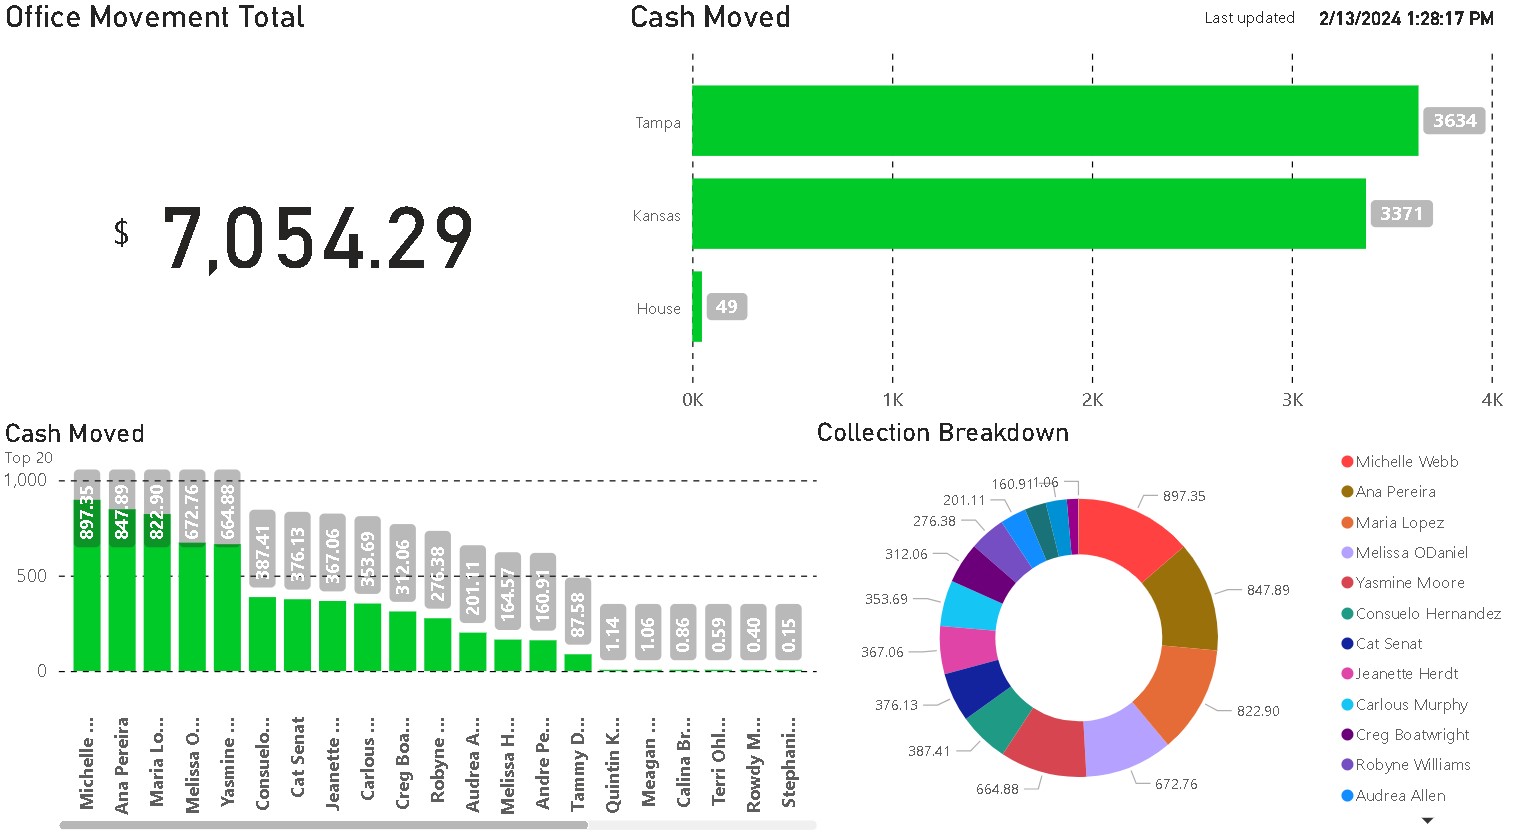 Office Movement Total
$ 7,054.29
Cash Moved
Last updated 2/13/2024 1:28:17 PM
Tampa 3634
Kansas 3371
House 49
0K 1K 2K 3K 4K
Cash Moved
Top 20
1,000
500
0
897.35
847.89
822.90
672.76
664.88
387.41
376.13
367.06
353.69
312.06
276.38
201.11
164.57
160.91
87.58
1.14
1.06
0.86
0.59
0.40
0.15
Michelle ...
Ana Pereira
Maria Lo...
Melissa O...
Yasmine ...
Consuelo...
Cat Senat
Jeanette ...
Carlous ...
Creg Boa...
Robyne ...
Audrea A...
Melissa H...
Andre Pe...
Tammy D...
Quintin K...
Meagan ...
Calina Br...
Terri Ohl...
Rowdy M...
Stephani...
Collection Breakdown
897.35
847.89
822.90
672.76
664.88
387.41
376.13
367.06
353.69
312.06
276.38
201.11
160.91
1.06
Michelle Webb
Ana Pereira
Maria Lopez
Melissa ODaniel
Yasmine Moore
Consuelo Hernandez
Cat Senat
Jeanette Herdt
Carlous Murphy
Creg Boatwright
Robyne Williams
Audrea Allen